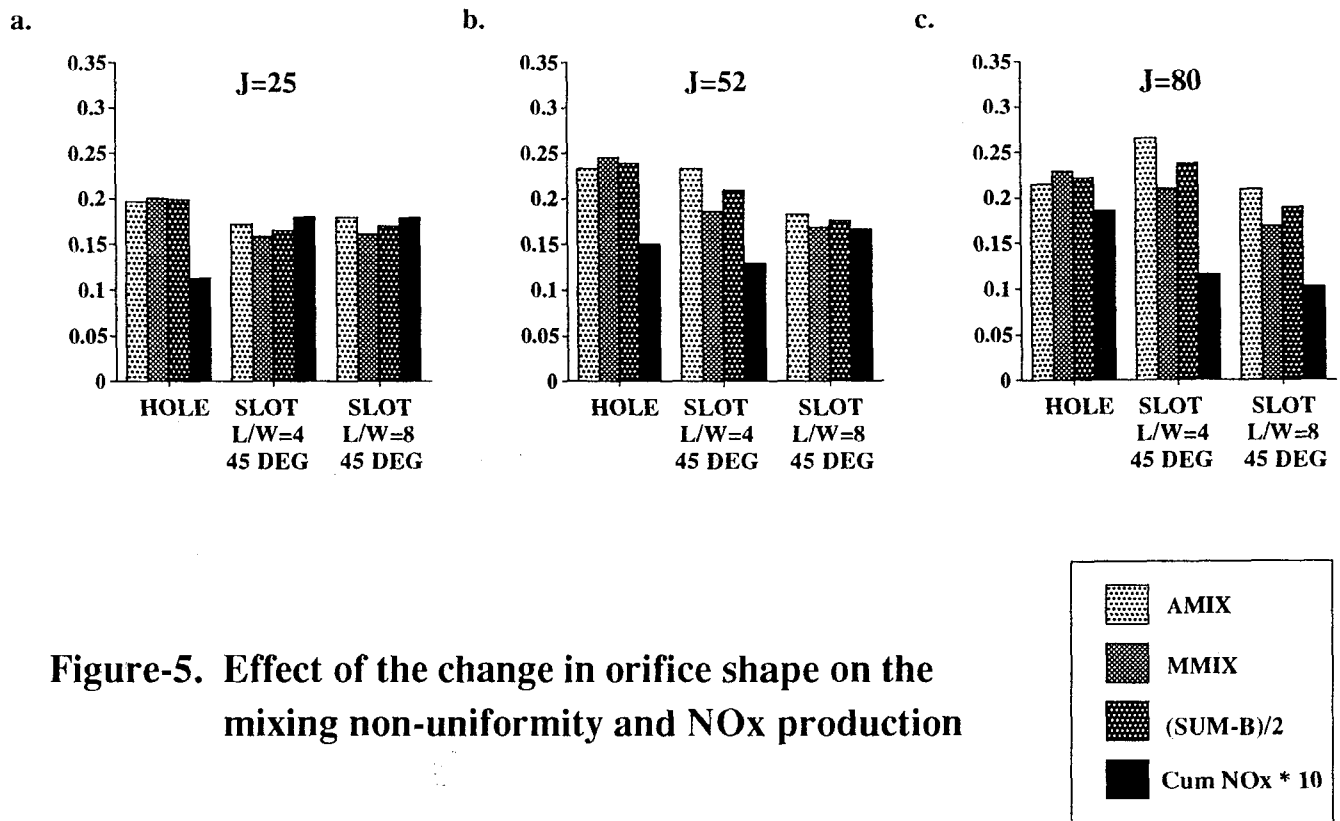 a.
J=25
0.35
0.3
0.25
0.2
0.15
0.1
0.05
0
HOLE
SLOT
L/W=4
45 DEG
SLOT
L/W=8
45 DEG
b.
J=52
0.35
0.3
0.25
0.2
0.15
0.1
0.05
0
HOLE
SLOT
L/W=4
45 DEG
SLOT
L/W=8
45 DEG
c.
J=80
0.35
0.3
0.25
0.2
0.15
0.1
0.05
0
HOLE
SLOT
L/W=4
45 DEG
SLOT
L/W=8
45 DEG
AMIX
MMIX
(SUM-B)/2
Cum NOx * 10
Figure-5. Effect of the change in orifice shape on the
mixing non-uniformity and NOx production